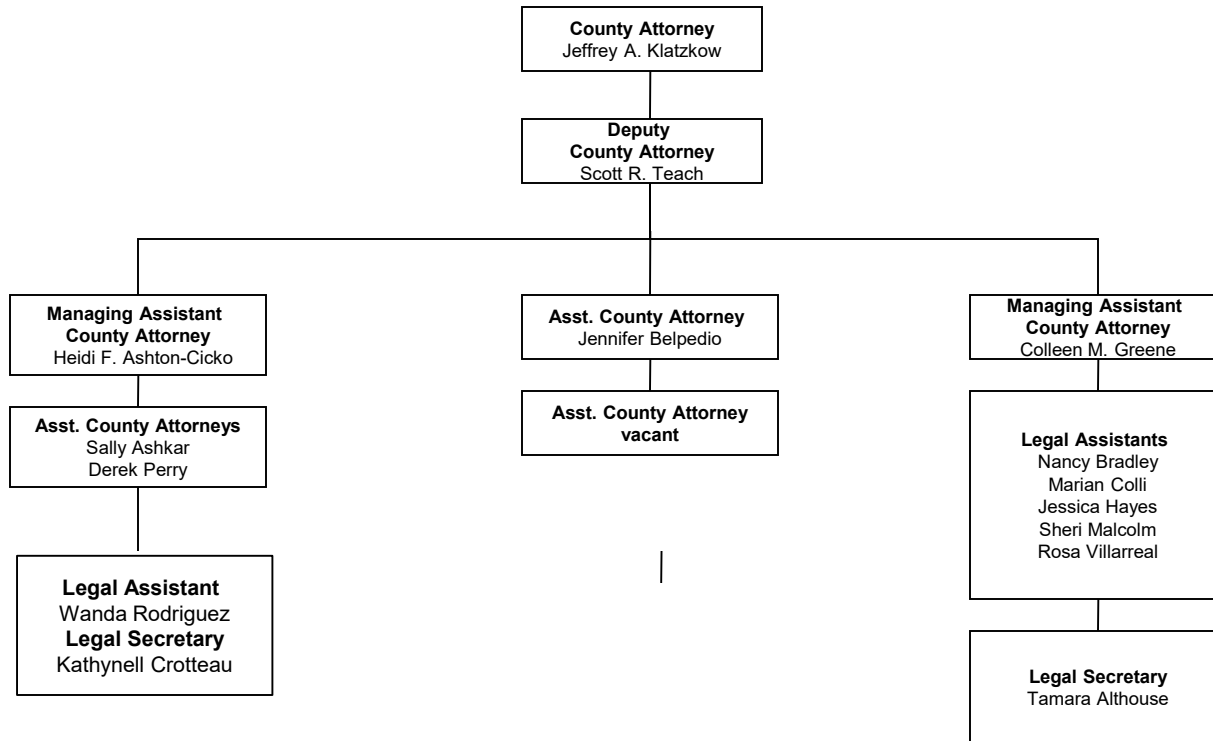 County Attorney
Jeffrey A. Klatzkow
Deputy
County Attorney
Scott R. Teach
Managing Assistant
County Attorney
Heidi F. Ashton-Cicko
Asst. County Attorney
Jennifer Belpedio
Managing Assistant
County Attorney
Colleen M. Greene
Asst. County Attorneys
Sally Ashkar
Derek Perry
Asst. County Attorney
vacant
Legal Assistants
Nancy Bradley
Marian Colli
Jessica Hayes
Sheri Malcolm
Rosa Villarreal
Legal Assistant
Wanda Rodriguez
Legal Secretary
Kathynell Crotteau
Legal Secretary
Tamara Althouse